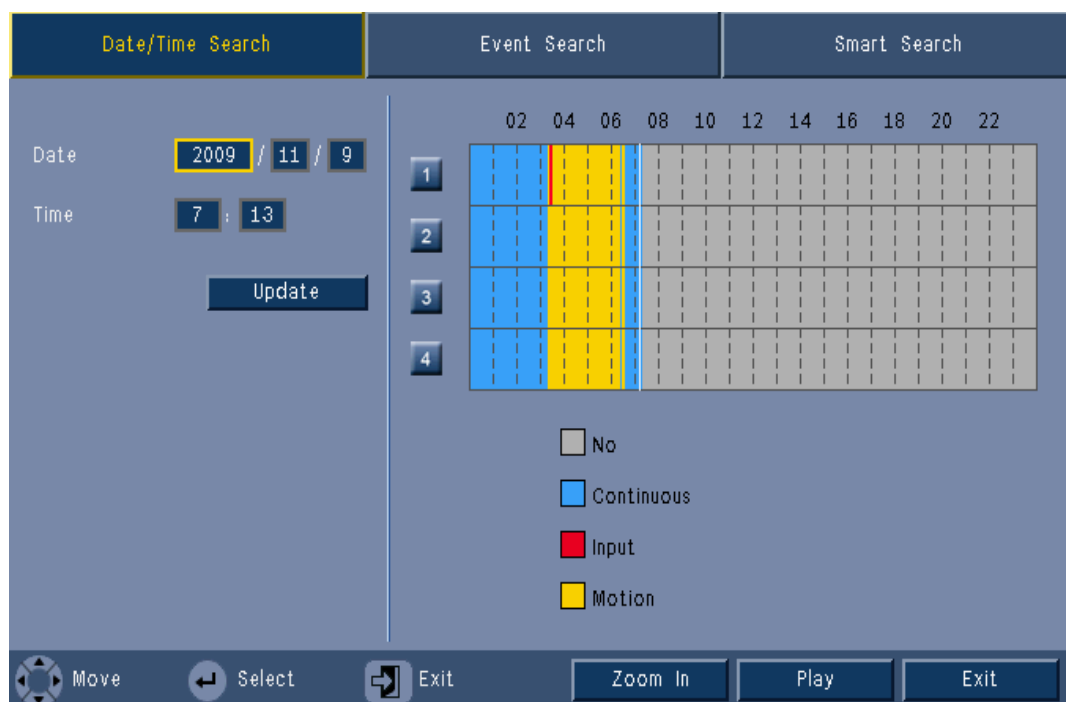 Date/Time Search Event Search Smart Search
02 04 06 08 10 12 14 16 18 20 22
Date 2009 / 11 / 9
Time 7 : 13
Update
1
2
3
4
No
Continuous
Input
Motion
Move Select Exit Zoom In Play Exit